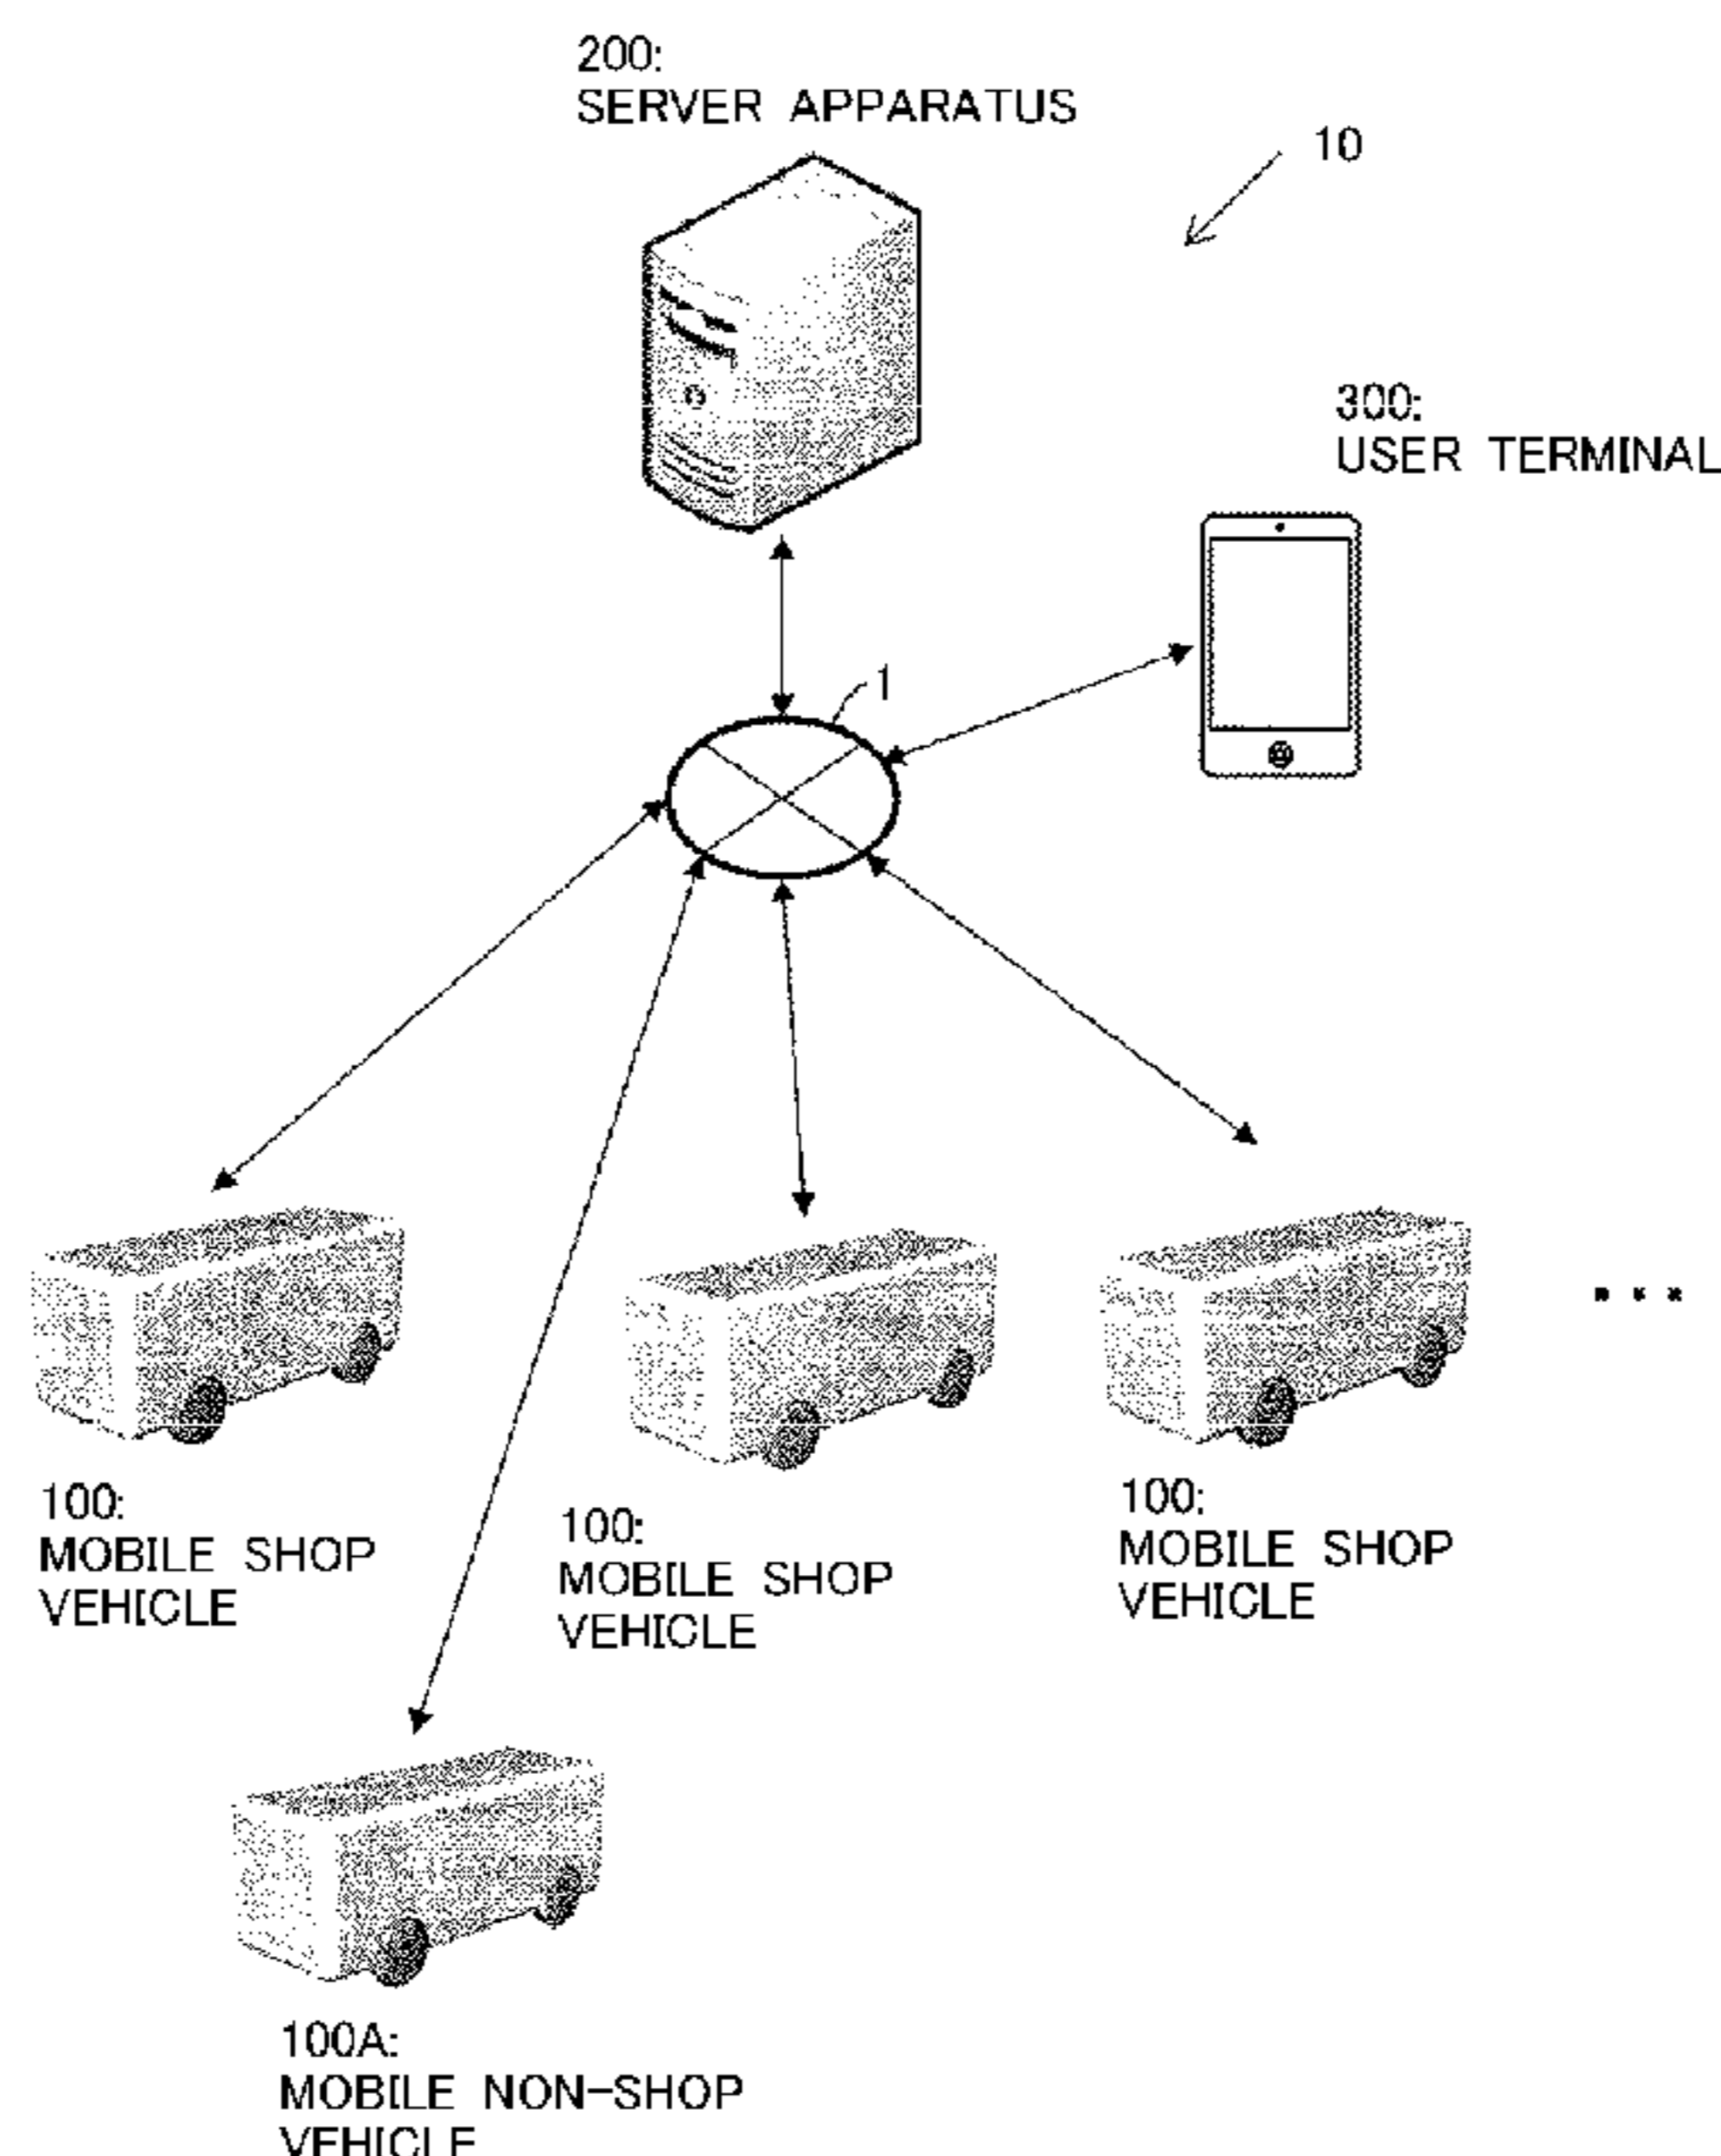 200:
SERVER APPARATUS
10
300:
USER TERMINAL
1
100:
MOBILE SHOP
VEHICLE
100:
MOBILE SHOP
VEHICLE
100:
MOBILE SHOP
VEHICLE
100A:
MOBILE NON-SHOP
VEHICLE